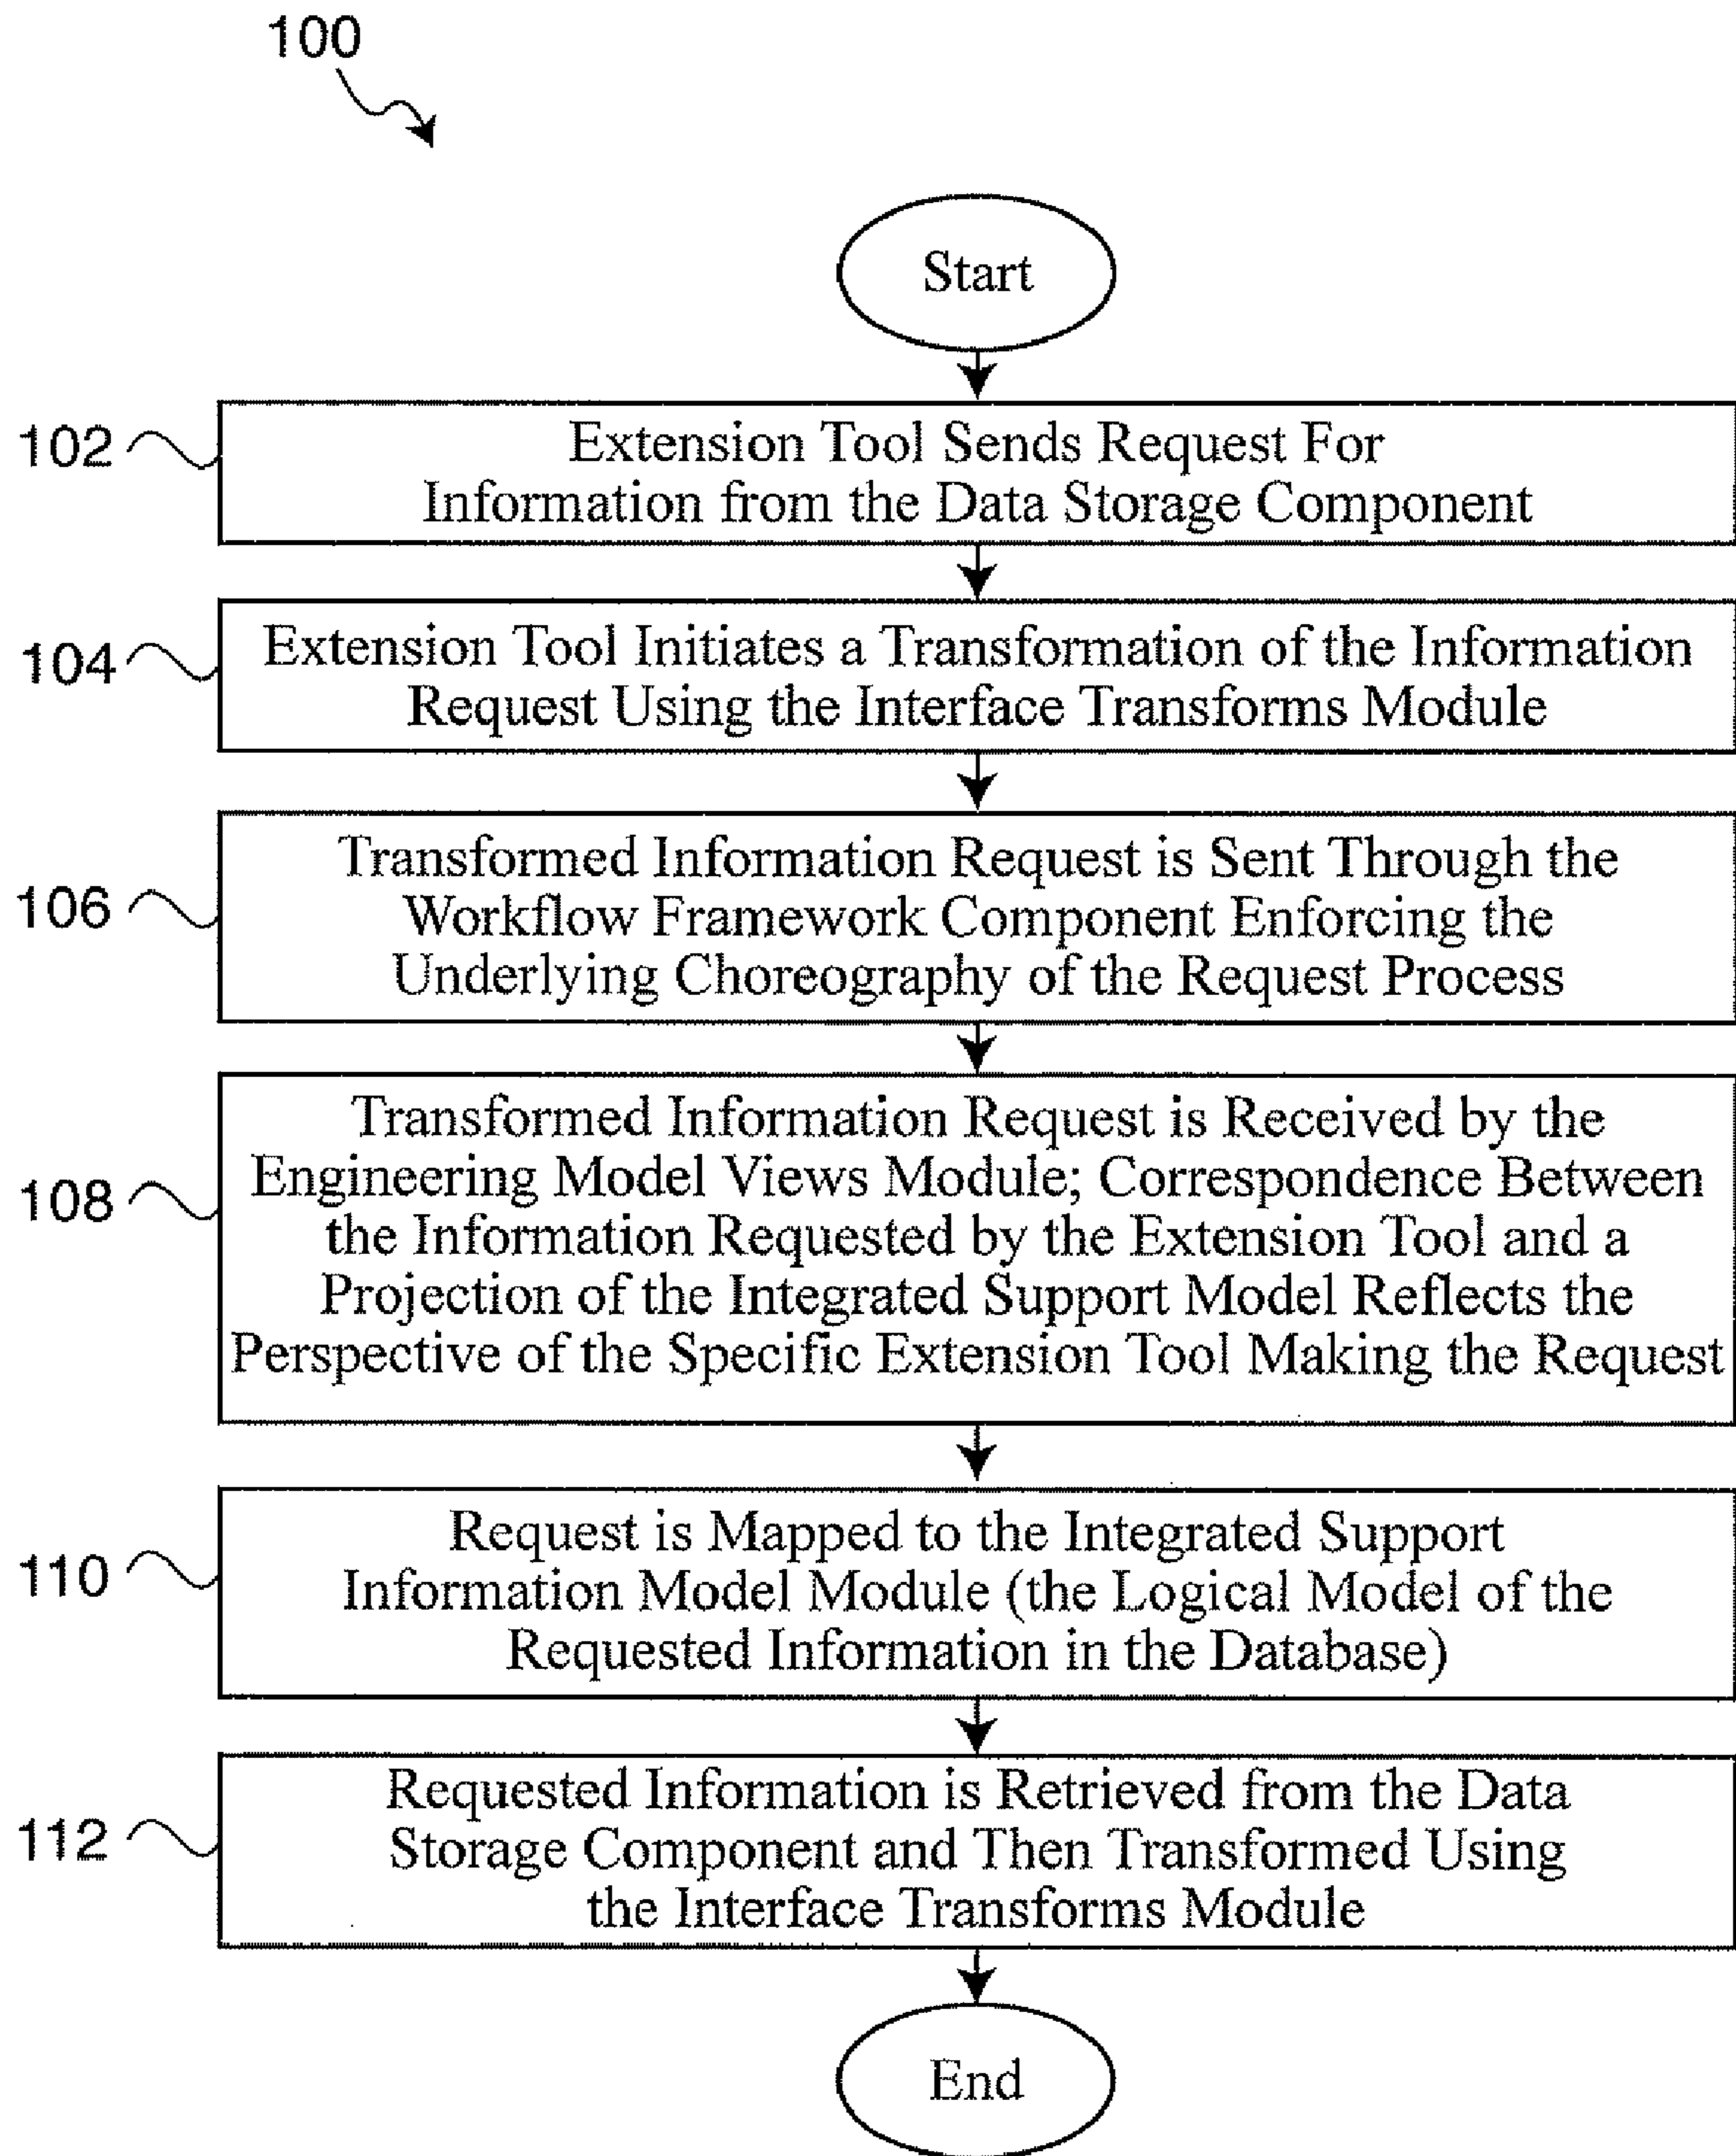 100
Start
102
Extension Tool Sends Request For
Information from the Data Storage Component
104
Extension Tool Initiates a Transformation of the Information
Request Using the Interface Transforms Module
106
Transformed Information Request is Sent Through the
Workflow Framework Component Enforcing the
Underlying Choreography of the Request Process
108
Transformed Information Request is Received by the
Engineering Model Views Module; Correspondence Between
the Information Requested by the Extension Tool and a
Projection of the Integrated Support Model Reflects the
Perspective of the Specific Extension Tool Making the Request
110
Request is Mapped to the Integrated Support
Information Model Module (the Logical Model of the
Requested Information in the Database)
112
Requested Information is Retrieved from the Data
Storage Component and Then Transformed Using
the Interface Transforms Module
End